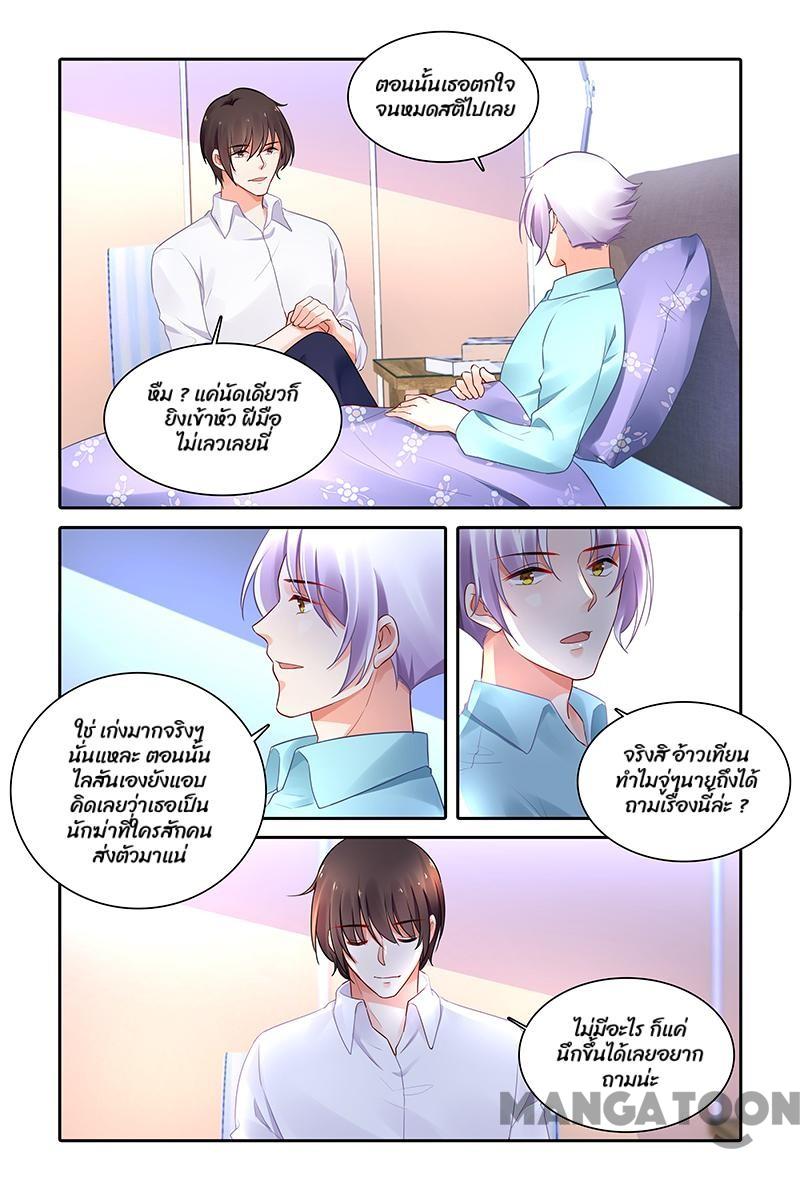 ตอนนั้นเธอตกใจ
จนหมดสติไปเลย
หืม ? แค่นัดเดียวก็
ยิงเข้าหัว ฝีมือ
ไม่เลวเลยนี่
ใช่ เก่งมากจริงๆ
นั่นแหละ ตอนนั้น
ไลสันเองยังแอบ
คิดเลยว่าเธอเป็น
นักฆ่าที่ใครสักคน
ส่งตัวมาแน่
จริงสิ อ้าวเทียน
ทำไมจู่ๆนายถึงได้
ถามเรื่องนี้ล่ะ ?
ไม่มีอะไร ก็แค่
นึกขึ้นได้เลยอยาก
ถามน่ะ
MANGATOON